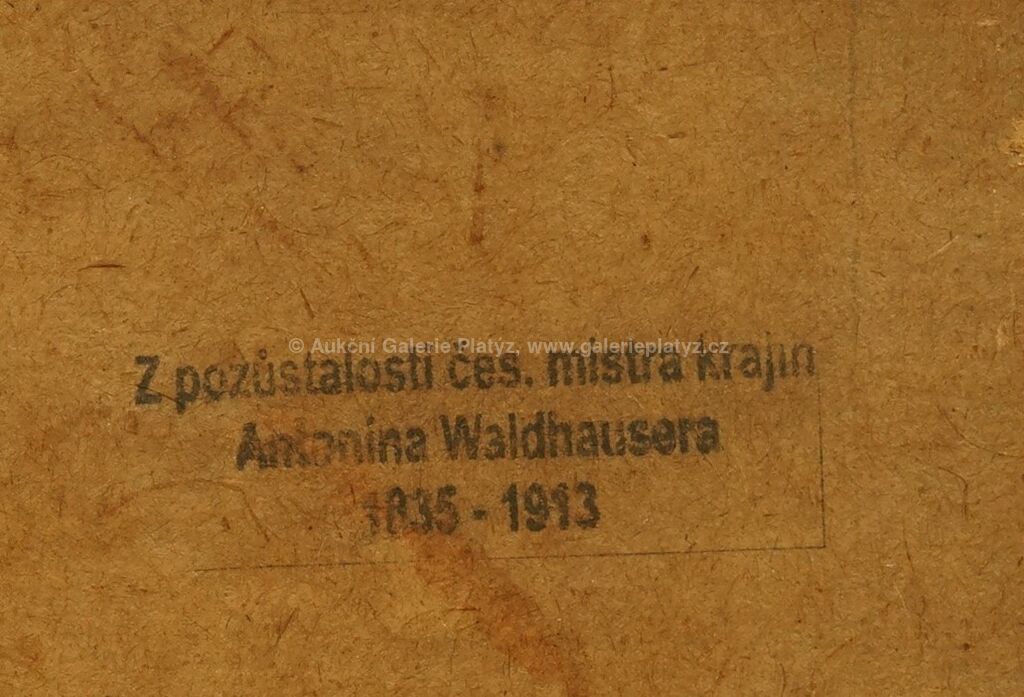 © Aukční Galerie Platýz, www.galerieplatyz.cz
Z pozůstalosti čes. mistra krajin
Antonína Waldhausera
1835 - 1913